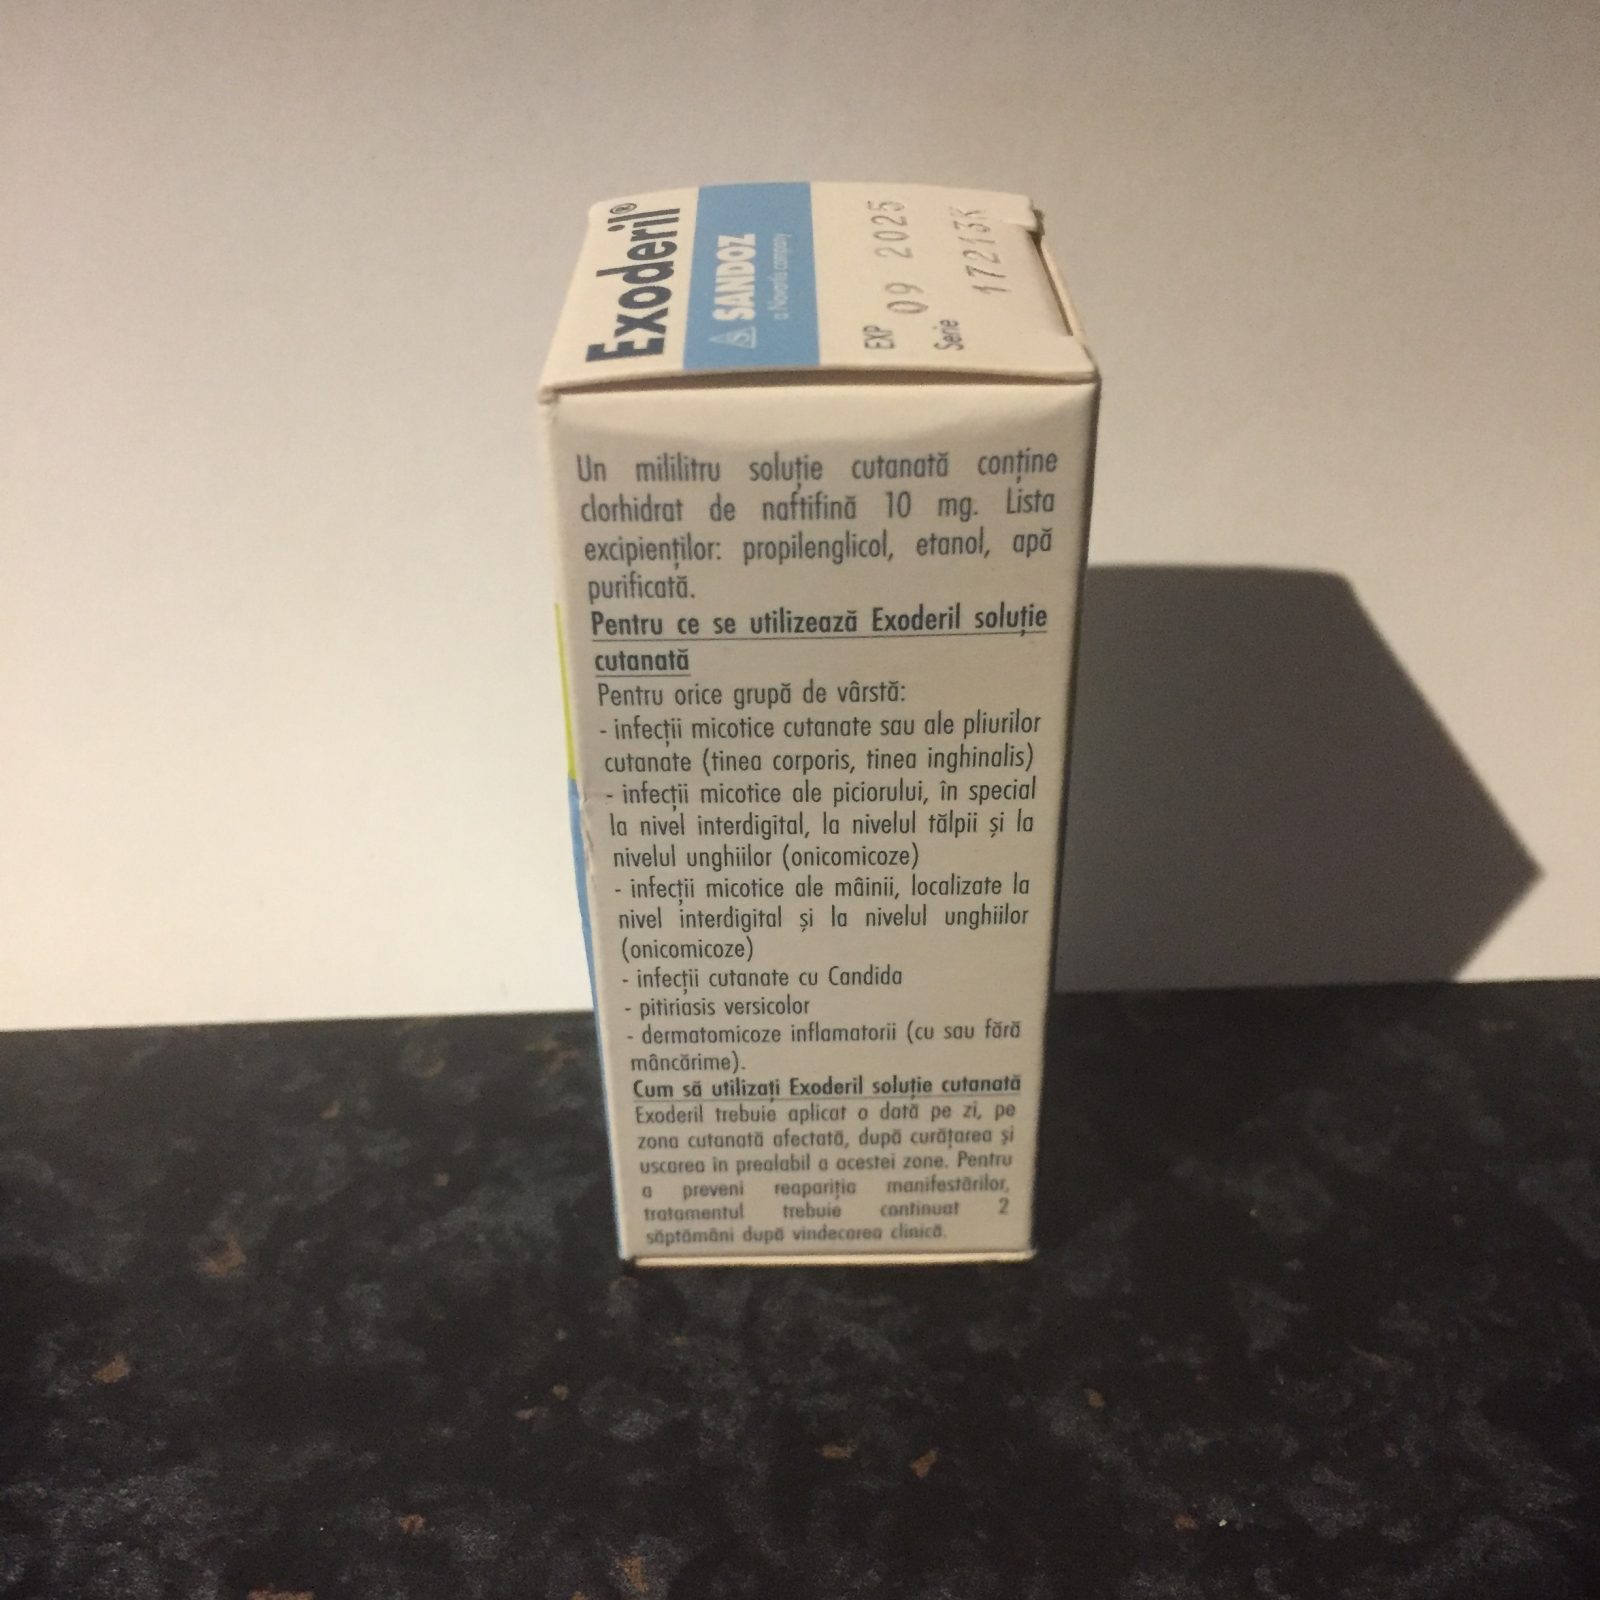 Exoderil®
SANDOZ
a Novartis company
EXP 09 2025
Serie 17213K
Un mililitru soluție cutanată conține
clorhidrat de naftifină 10 mg. Lista
excipienților: propilenglicol, etanol, apă
purificată.
Pentru ce se utilizează Exoderil soluție
cutanată
Pentru orice grupă de vârstă:
- infecții micotice cutanate sau ale pliurilor
cutanate (tinea corporis, tinea inghinalis)
- infecții micotice ale piciorului, în special
la nivel interdigital, la nivelul tălpii și la
nivelul unghiilor (onicomicoze)
- infecții micotice ale mâinii, localizate la
nivel interdigital și la nivelul unghiilor
(onicomicoze)
- infecții cutanate cu Candida
- pitiriasis versicolor
- dermatomicoze inflamatorii (cu sau fără
mâncărime).
Cum să utilizați Exoderil soluție cutanată
Exoderil trebuie aplicat o dată pe zi, pe
zona cutanată afectată, după curățarea și
uscarea în prealabil a acestei zone. Pentru
a preveni reapariția manifestărilor,
tratamentul trebuie continuat 2
săptămâni după vindecarea clinică.